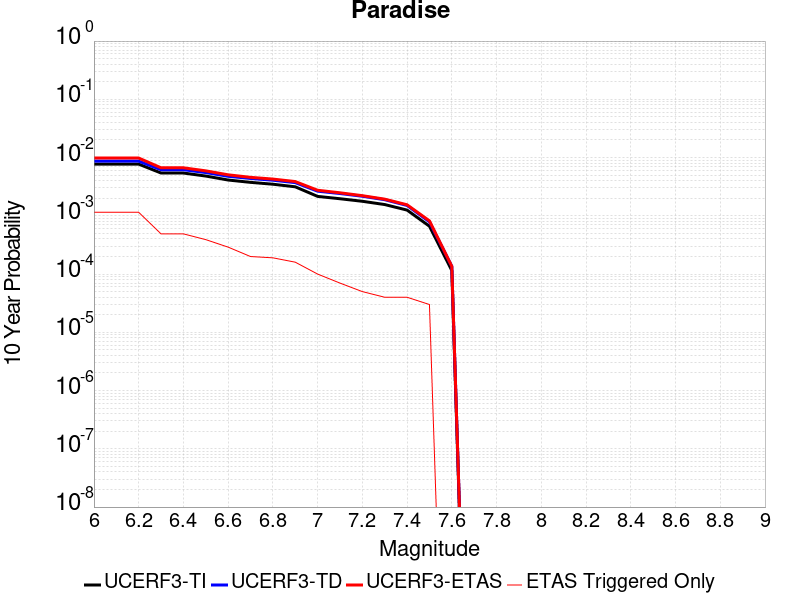 Paradise
10 Year Probability
10^0
10^-1
10^-2
10^-3
10^-4
10^-5
10^-6
10^-7
10^-8
6 6.2 6.4 6.6 6.8 7 7.2 7.4 7.6 7.8 8 8.2 8.4 8.6 8.8 9
Magnitude
UCERF3-TI UCERF3-TD UCERF3-ETAS ETAS Triggered Only